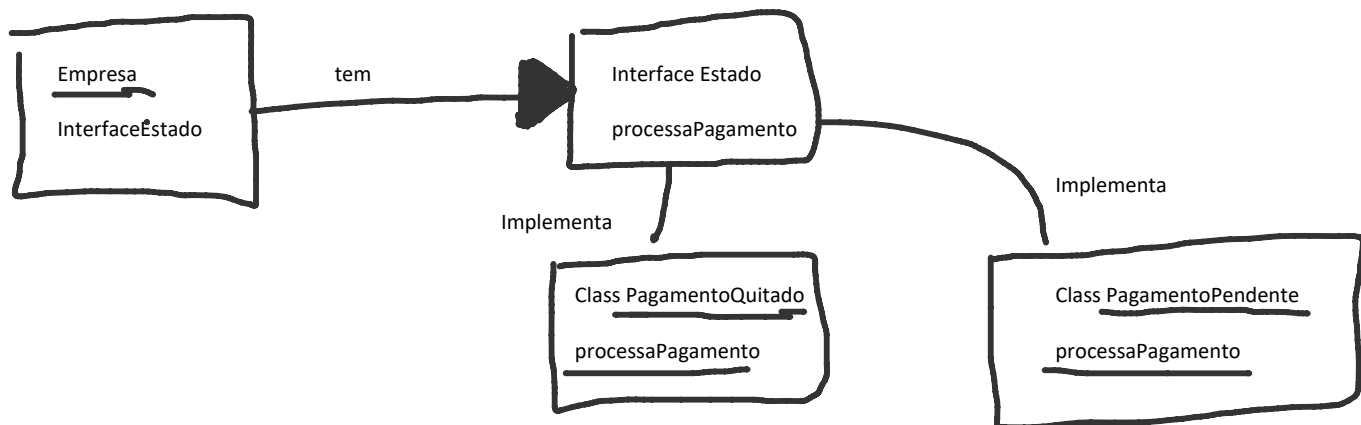 Empresa
InterfaceEstado
tem
Interface Estado
processaPagamento
Implementa
Implementa
Class PagamentoQuitado
processaPagamento
Class PagamentoPendente
processaPagamento